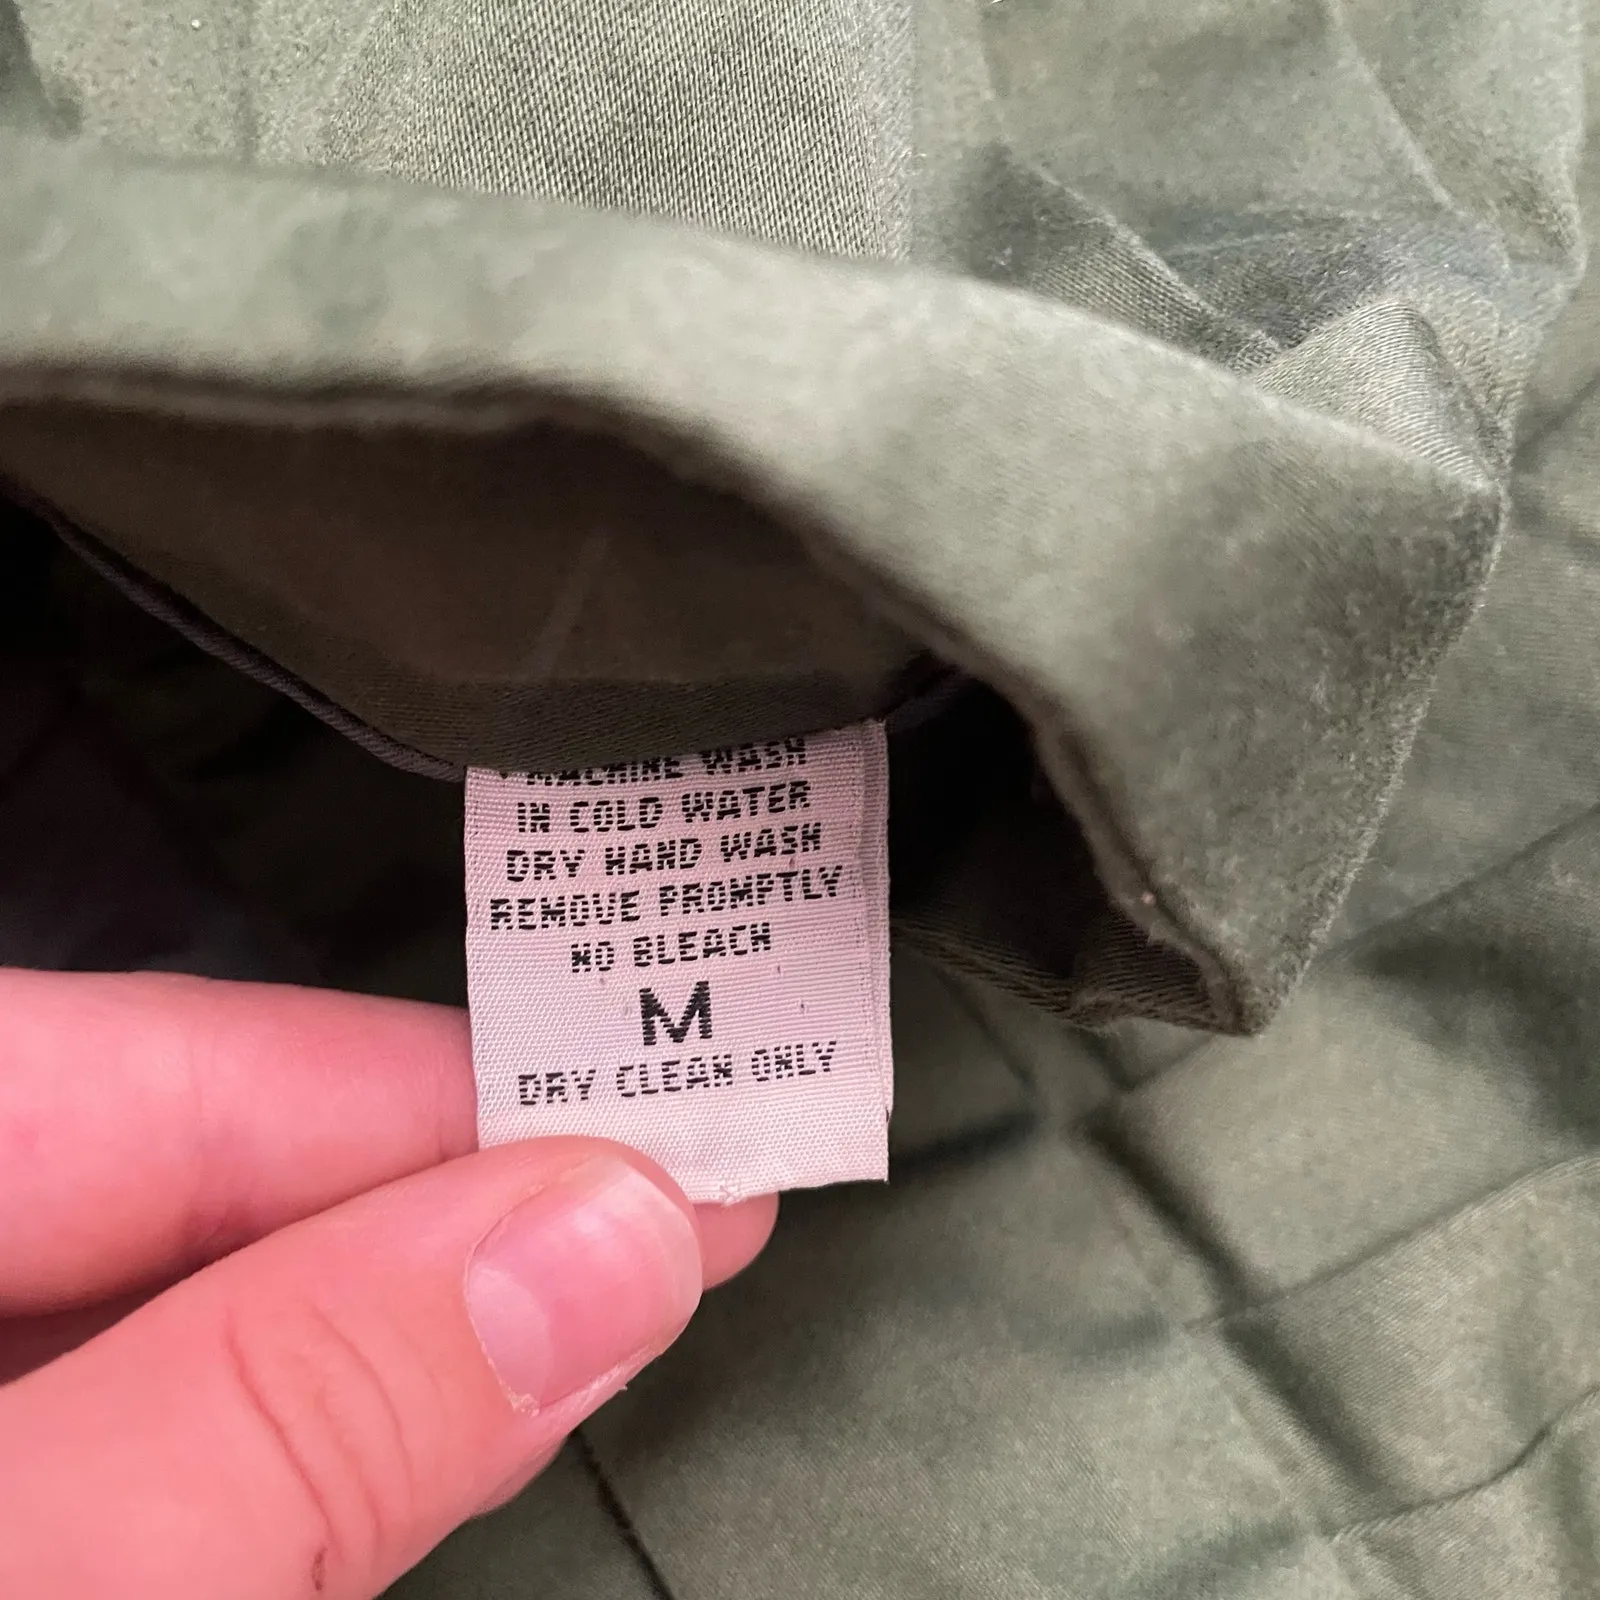 MACHINE WASH
IN COLD WATER
DRY HAND WASH
REMOVE PROMPTLY
NO BLEACH
M
DRY CLEAN ONLY